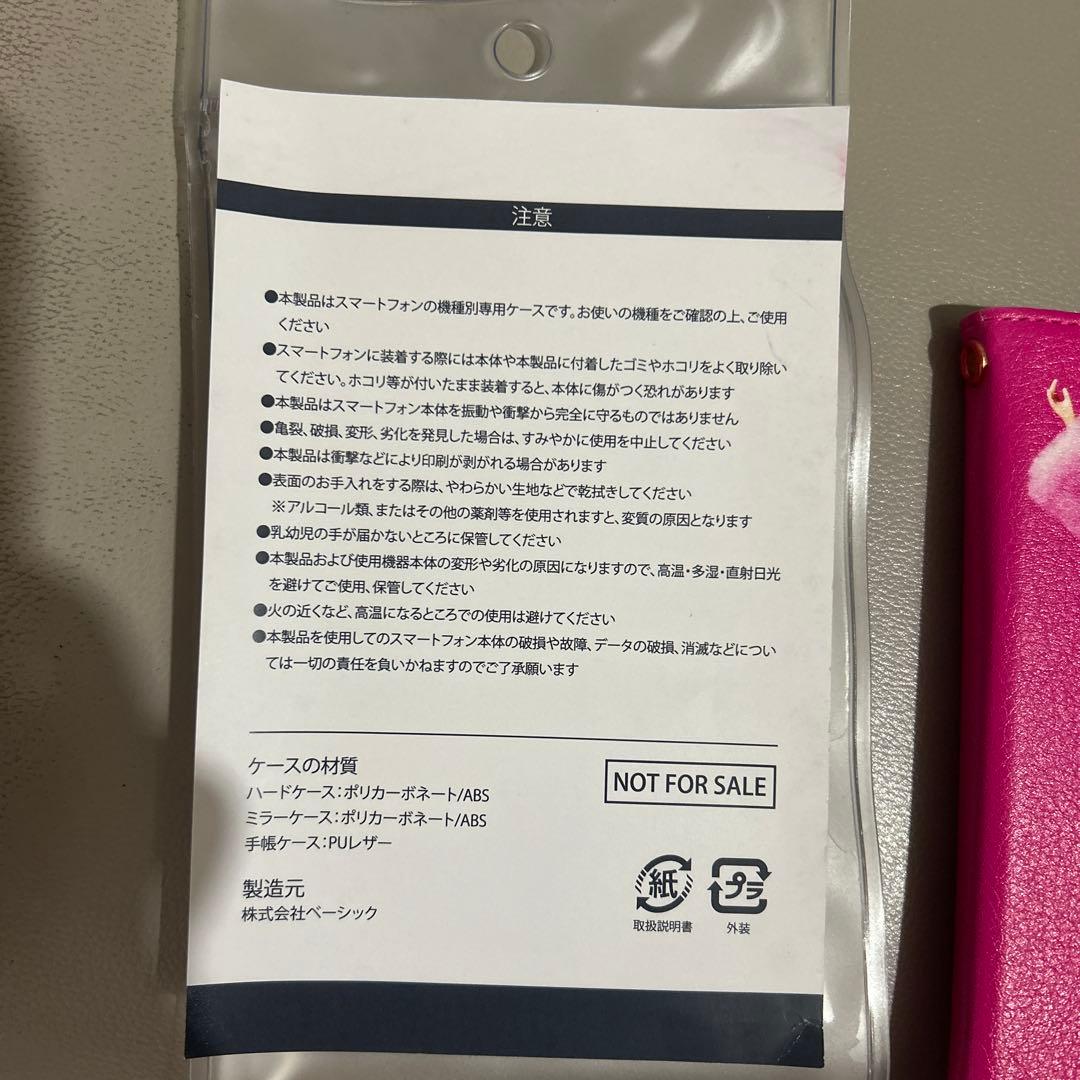 注意
●本製品はスマートフォンの機種別専用ケースです。お使いの機種をご確認の上、ご使用
ください
●スマートフォンに装着する際には本体や本製品に付着したゴミやホコリをよく取り除い
てください。ホコリ等が付いたまま装着すると、本体に傷がつく恐れがあります
●本製品はスマートフォン本体を振動や衝撃から完全に守るものではありません
●亀裂、破損、変形、劣化を発見した場合は、すみやかに使用を中止してください
●本製品は衝撃などにより印刷が剥がれる場合があります
●表面のお手入れをする際は、やわらかい生地などで乾拭きしてください
※アルコール類、またはその他の薬剤等を使用されますと、変質の原因となります
●乳幼児の手が届かないところに保管してください
●本製品および使用機器本体の変形や劣化の原因になりますので、高温・多湿・直射日光
を避けてご使用、保管してください
●火の近くなど、高温になるところでの使用は避けてください
●本製品を使用してのスマートフォン本体の破損や故障、データの破損、消滅などについ
ては一切の責任を負いかねますのでご了承願います
ケースの材質
ハードケース：ポリカーボネート/ABS
ミラーケース：ポリカーボネート/ABS
手帳ケース：PUレザー
NOT FOR SALE
製造元
株式会社ベーシック
紙
取扱説明書
プラ
外装